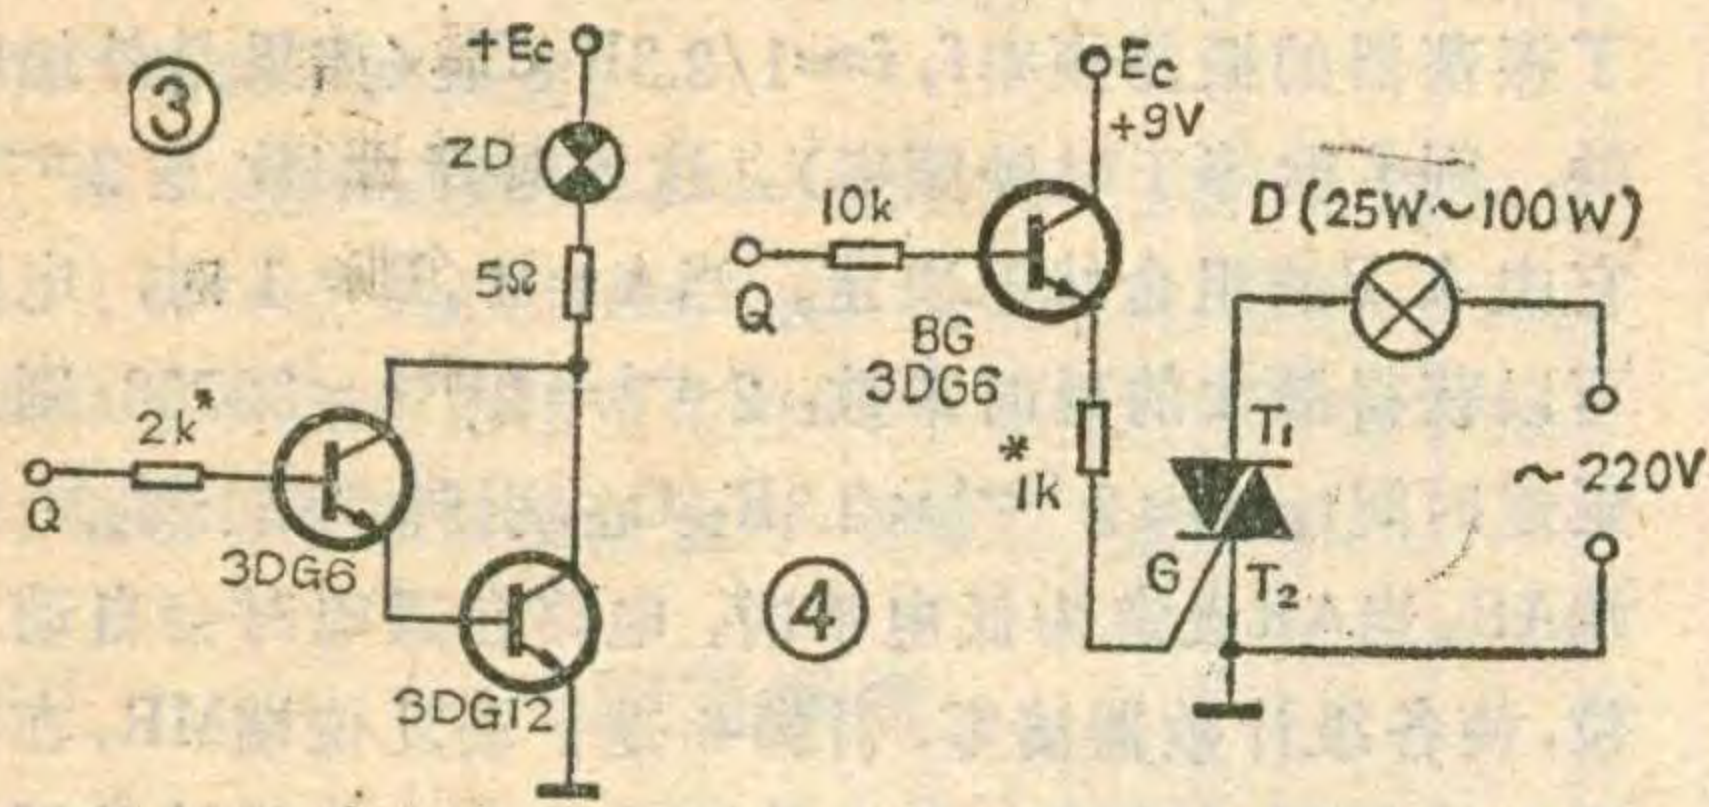 ③
+Ec
ZD
5Ω
2k*
Q
3DG6
3DG12
④
Ec
+9V
10k
Q
BG
3DG6
*
1k
D (25W~100W)
T₁
G
T₂
~220V